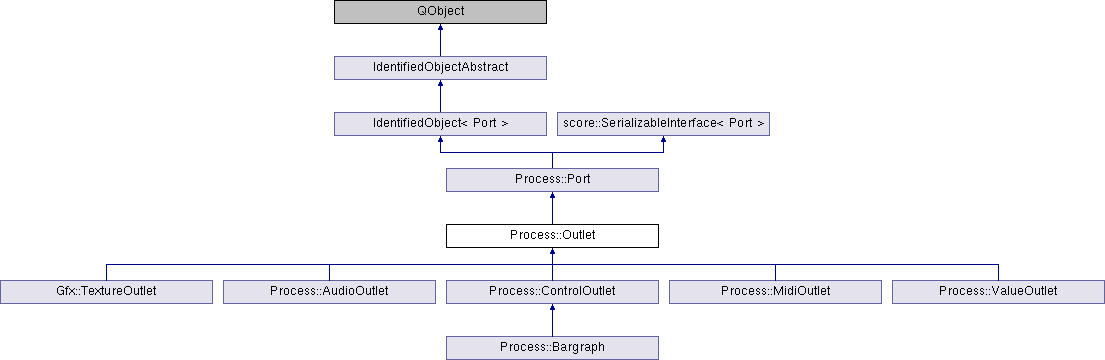 QObject
IdentifiedObjectAbstract
IdentifiedObject< Port >
score::SerializableInterface< Port >
Process::Port
Process::Outlet
Gfx::TextureOutlet
Process::AudioOutlet
Process::ControlOutlet
Process::MidiOutlet
Process::ValueOutlet
Process::Bargraph